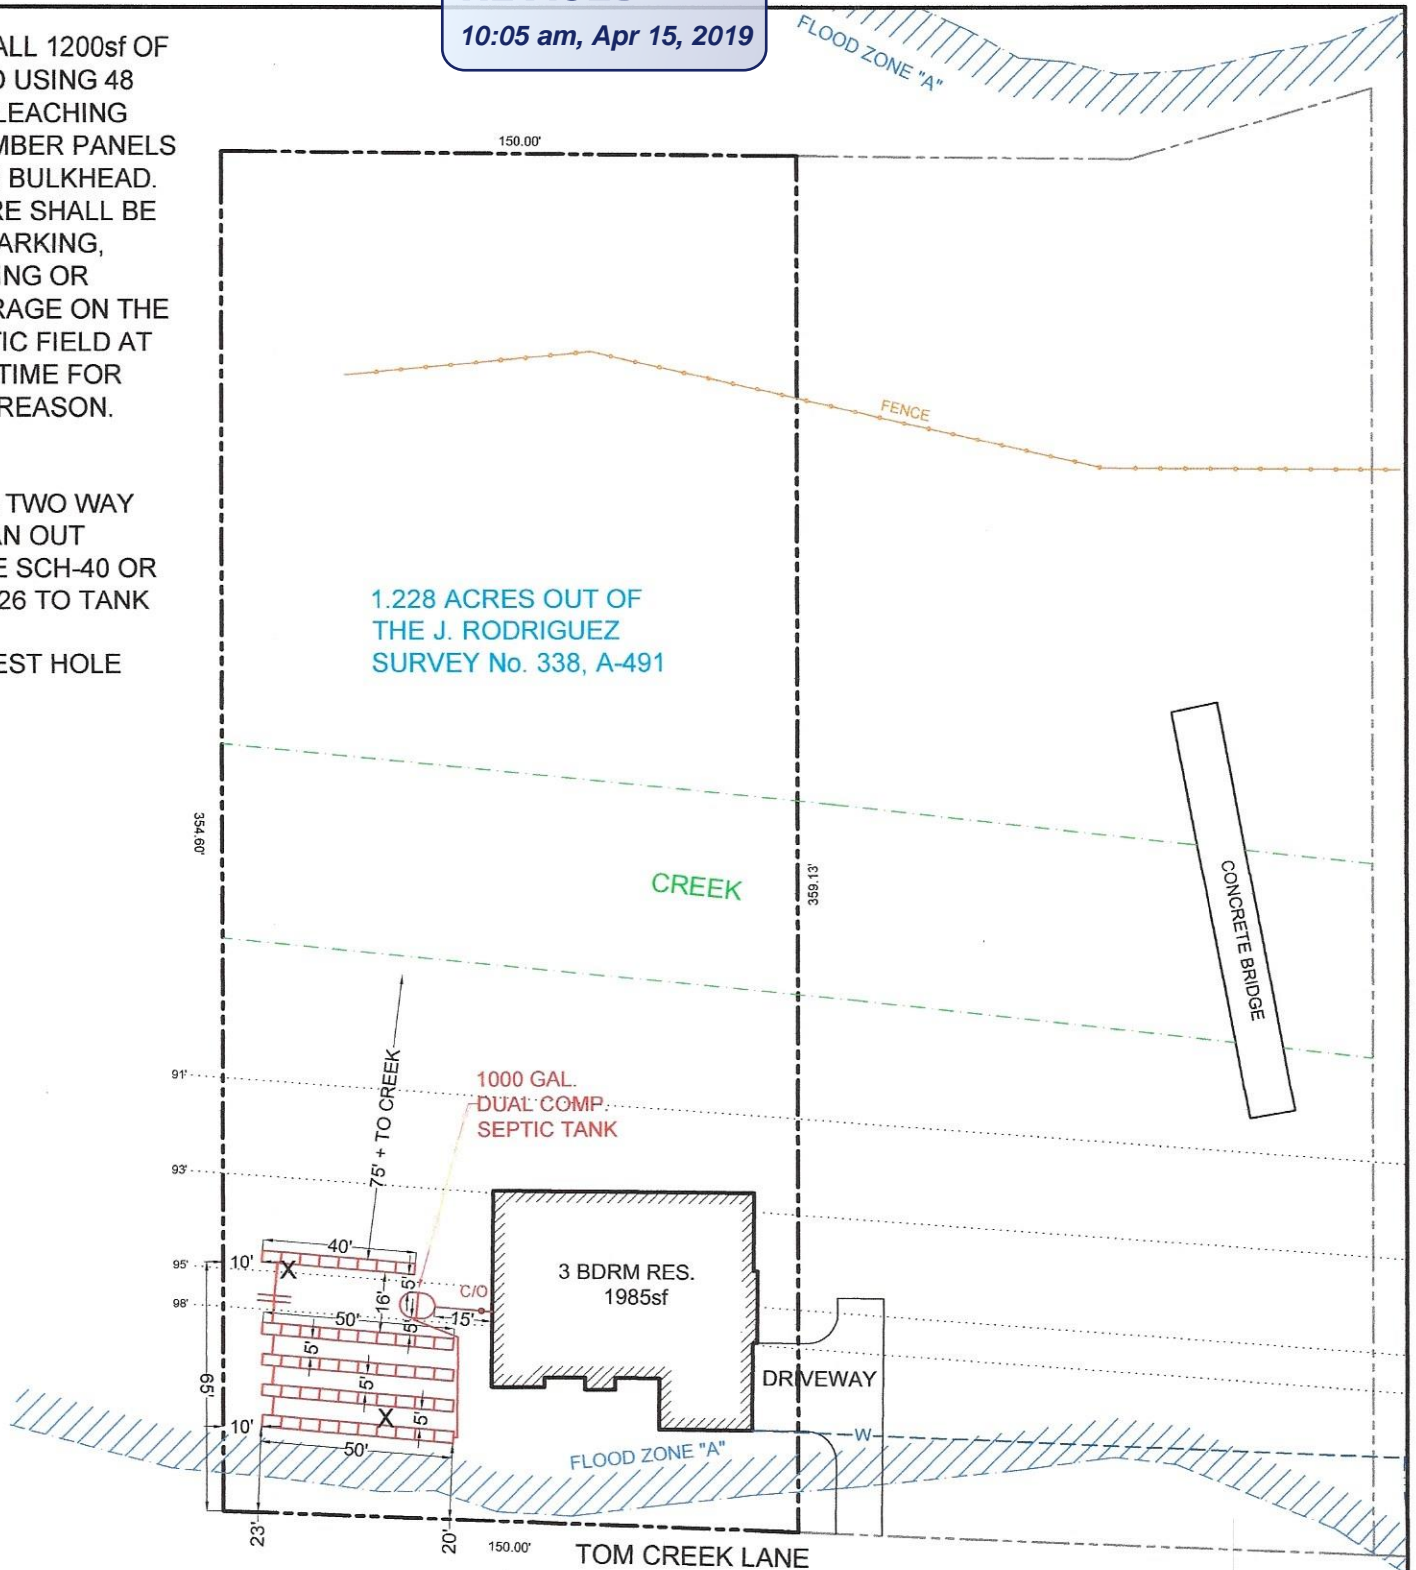 10:05 am, Apr 15, 2019
ALL 1200sf OF
USING 48
LEACHING
MBER PANELS
BULKHEAD.
RE SHALL BE
ARKING,
ING OR
RAGE ON THE
TIC FIELD AT
TIME FOR
REASON.
TWO WAY
AN OUT
E SCH-40 OR
26 TO TANK
EST HOLE
FLOOD ZONE "A"
150.00'
FENCE
1.228 ACRES OUT OF
THE J. RODRIGUEZ
SURVEY No. 338, A-491
354.60'
359.13'
CREEK
CONCRETE BRIDGE
75' + TO CREEK
91'
1000 GAL.
DUAL COMP.
SEPTIC TANK
93'
95'
98'
10'
40'
X
5'
16'
C/O
15'
50'
5'
3 BDRM RES.
1985sf
5'
5'
5'
X
65'
10'
50'
DRIVEWAY
W
FLOOD ZONE "A"
23'
20'
150.00'
TOM CREEK LANE